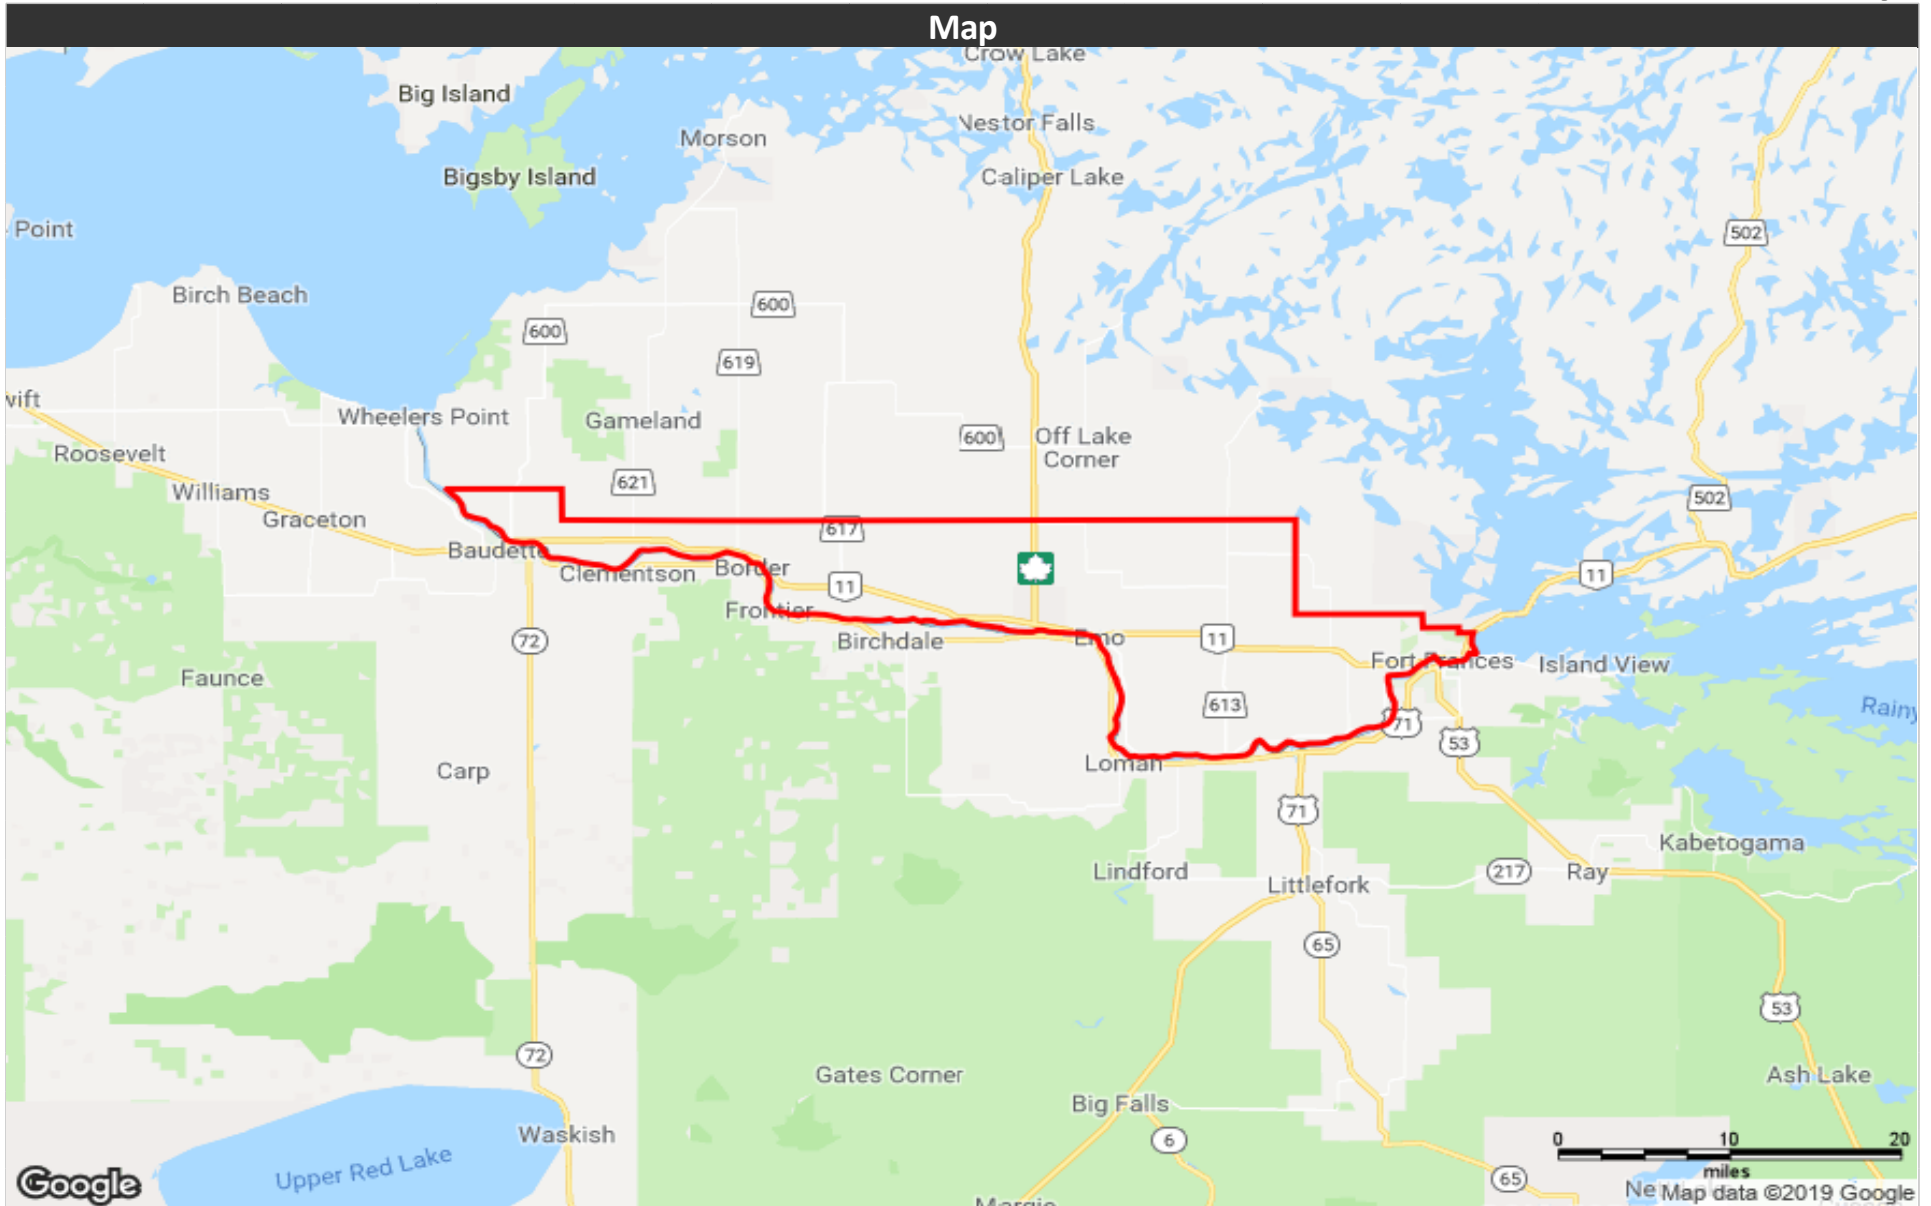 Map
Crow Lake
Big Island
Nestor Falls
Morson
Bigsby Island
Caliper Lake
Point
502
Birch Beach
600
600
619
Wheelers Point
Gameland
600
Off Lake
Corner
Roosevelt
621
Williams
502
Graceton
617
Baudette
Clementson
Border
11
11
Frontier
Birchdale
Emo
11
72
Fort Frances
Island View
Faunce
613
71
53
Carp
Loman
71
Kabetogama
Lindford
Littlefork
217
Ray
65
53
72
Gates Corner
Ash Lake
Big Falls
Waskish
6
0 10 20
miles
Upper Red Lake
65
Google
Map data ©2019 Google